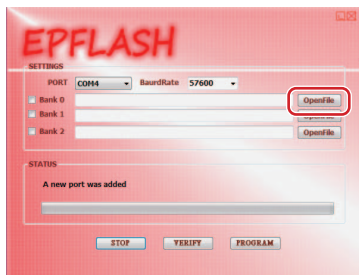 EPFLASH
SETTINGS
PORT COM4 BaurdRate 57600
Bank 0 OpenFile
Bank 1 OpenFile
Bank 2 OpenFile
STATUS
A new port was added
STOP VERIFY PROGRAM